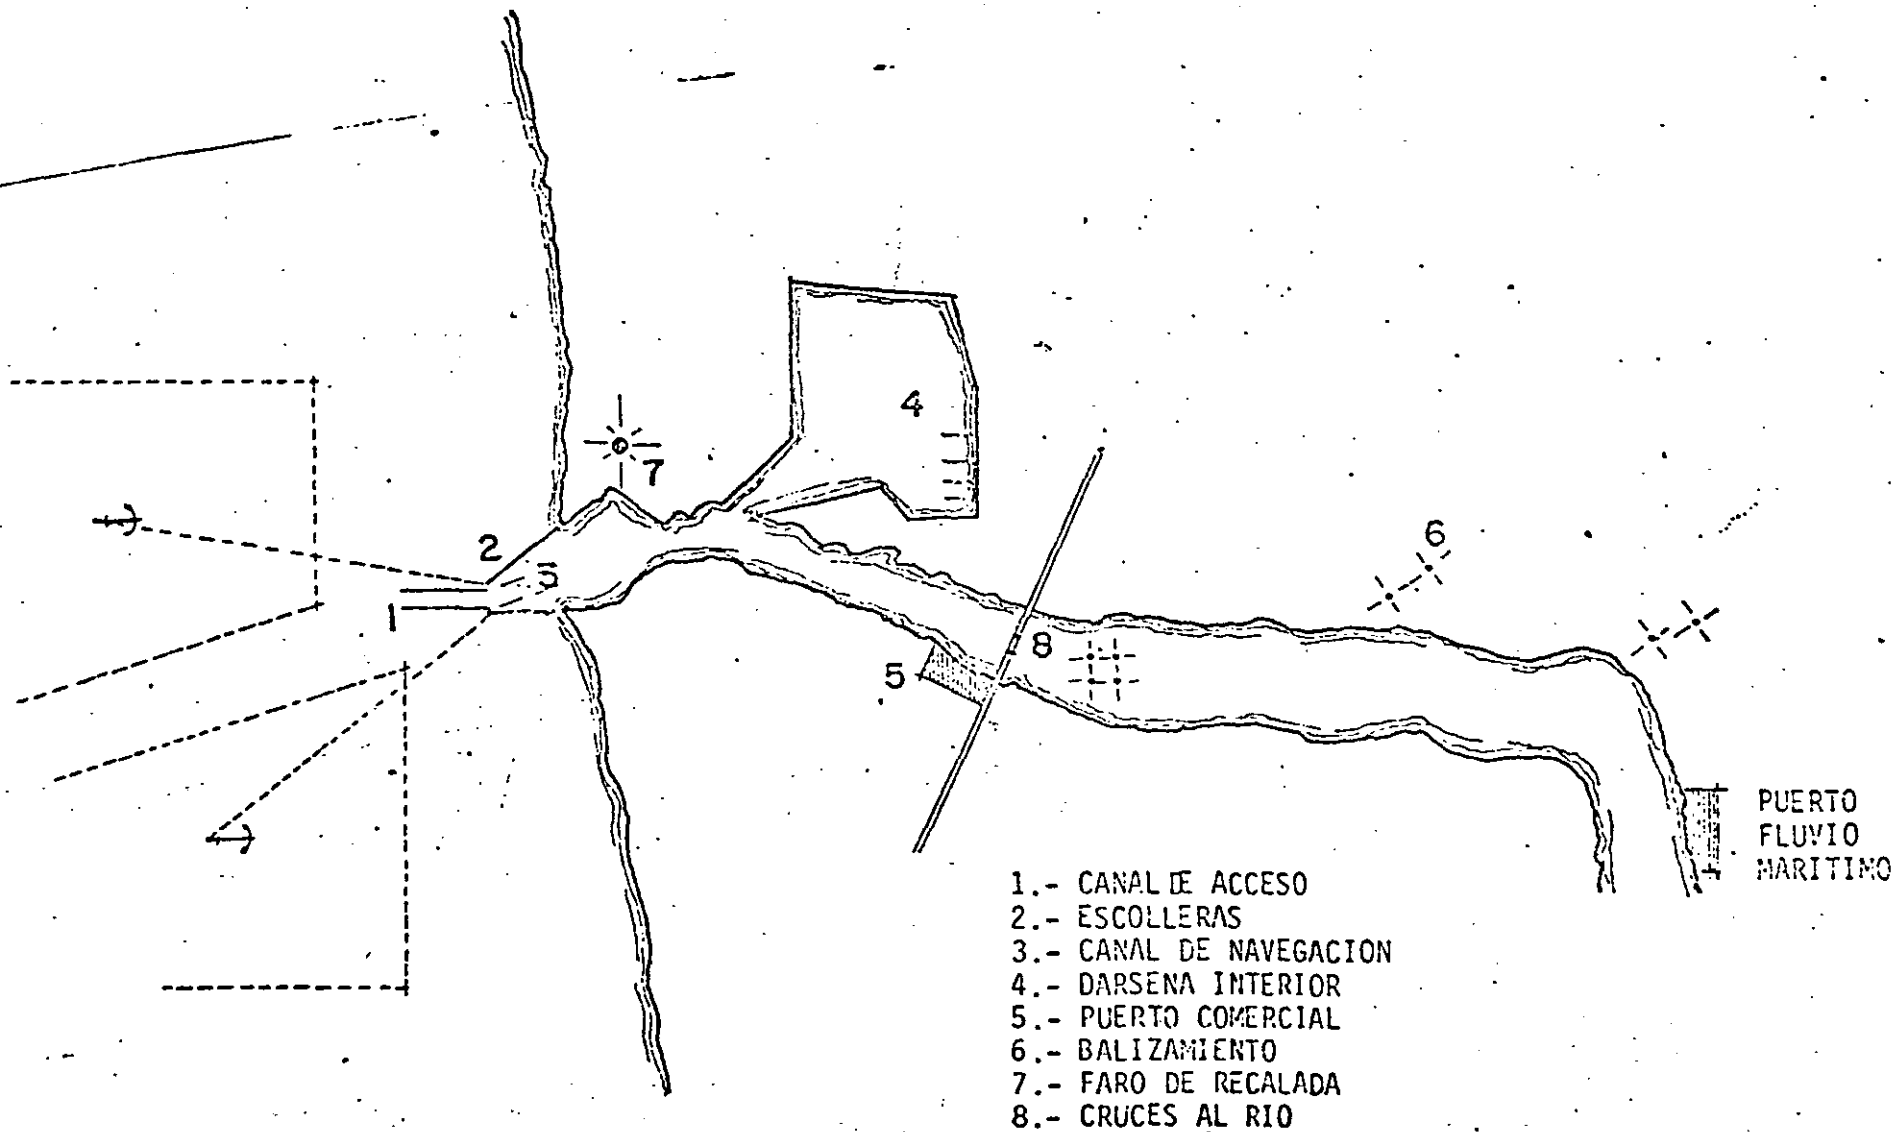 4
7
2
3
1
6
8
5
PUERTO
FLUVIO
MARITIMO
1.- CANAL DE ACCESO
2.- ESCOLLERAS
3.- CANAL DE NAVEGACION
4.- DARSENA INTERIOR
5.- PUERTO COMERCIAL
6.- BALIZAMIENTO
7.- FARO DE RECALADA
8.- CRUCES AL RIO